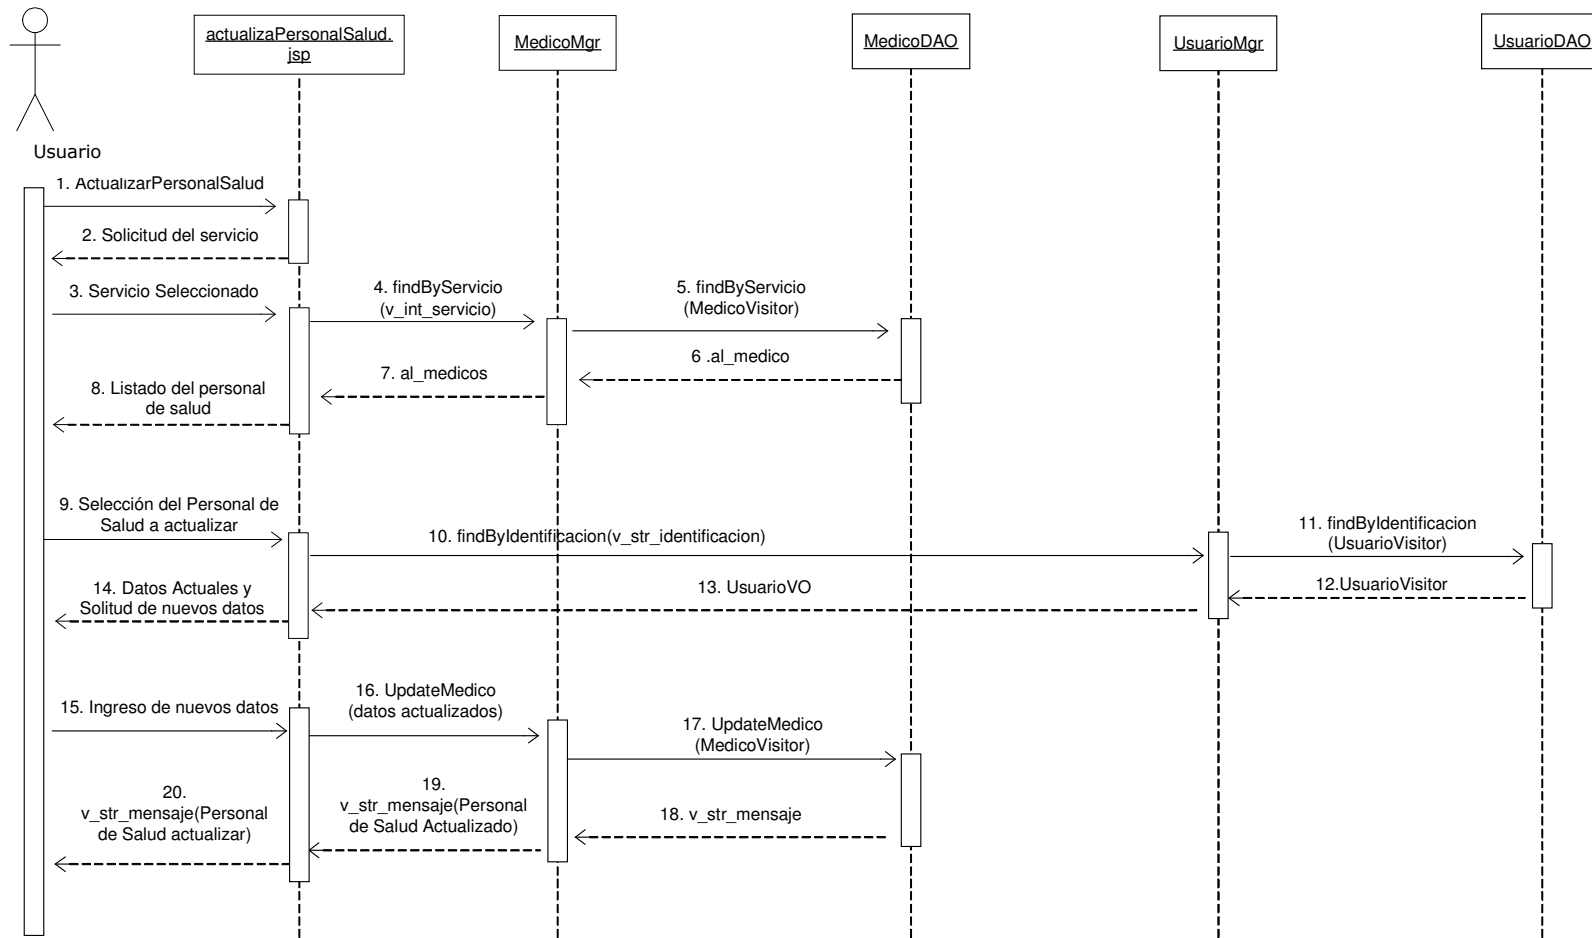 actualizaPersonalSalud.
jsp
MedicoMgr
MedicoDAO
UsuarioMgr
UsuarioDAO
Usuario
1. ActualizarPersonalSalud
2. Solicitud del servicio
3. Servicio Seleccionado
4. findByServicio
(v_int_servicio)
5. findByServicio
(MedicoVisitor)
6 .al_medico
7. al_medicos
8. Listado del personal
de salud
9. Selección del Personal de
Salud a actualizar
10. findByIdentificacion(v_str_identificacion)
11. findByIdentificacion
(UsuarioVisitor)
12.UsuarioVisitor
13. UsuarioVO
14. Datos Actuales y
Solitud de nuevos datos
15. Ingreso de nuevos datos
16. UpdateMedico
(datos actualizados)
17. UpdateMedico
(MedicoVisitor)
18. v_str_mensaje
19.
v_str_mensaje(Personal
de Salud Actualizado)
20.
v_str_mensaje(Personal
de Salud actualizar)